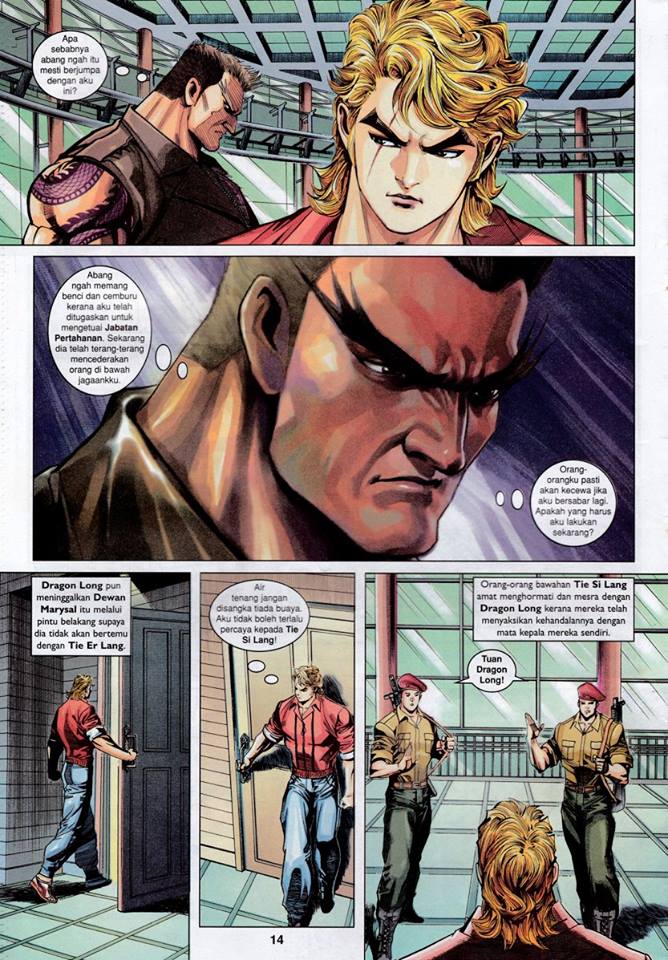 Apa
sebabnya
abang ngah itu
mesti berjumpa
dengan aku
ini?
Abang
ngah memang
benci dan cemburu
kerana aku telah
ditugaskan untuk
mengetuai Jabatan
Pertahanan. Sekarang
dia telah terang-terang
mencederakan
orang di bawah
jagaanku.
Orang-
orangku pasti
akan kecewa jika
aku bersabar lagi.
Apakah yang harus
aku lakukan
sekarang?
Dragon Long pun
meninggalkan Dewan
Marysal itu melalui
pintu belakang supaya
dia tidak akan bertemu
dengan Tie Er Lang.
Air
tenang jangan
disangka tiada buaya.
Aku tidak boleh terlalu
percaya kepada Tie
Si Lang!
Orang-orang bawahan Tie Si Lang
amat menghormati dan mesra dengan
Dragon Long kerana mereka telah
menyaksikan kehandalannya dengan
mata kepala mereka sendiri.
Tuan
Dragon
Long!
14